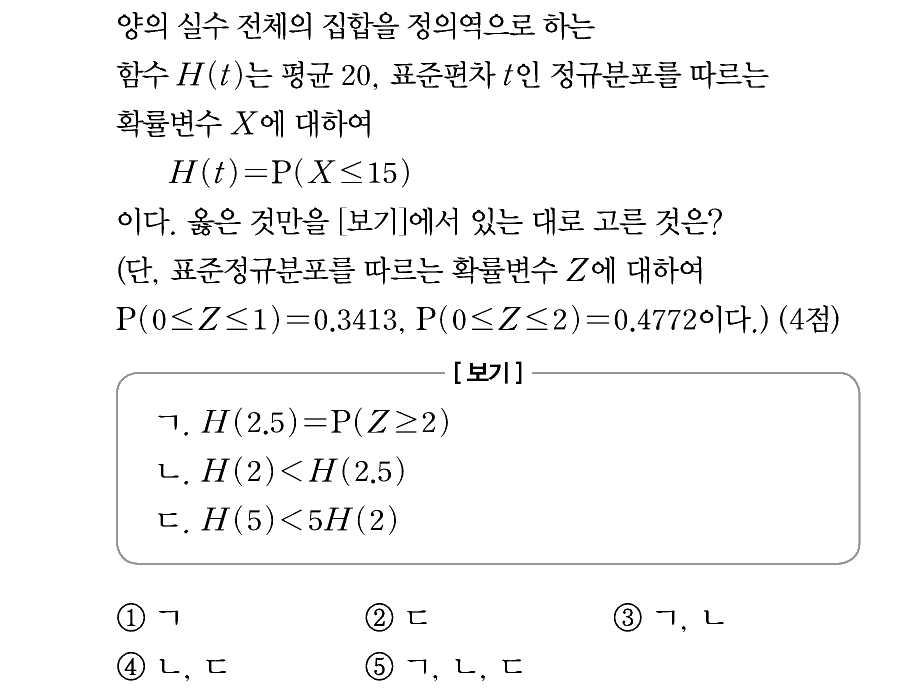 양의 실수 전체의 집합을 정의역으로 하는
함수 H(t)는 평균 20, 표준편차 t인 정규분포를 따르는
확률변수 X에 대하여
H(t)=P(X≤15)
이다. 옳은 것만을 [보기]에서 있는 대로 고른 것은?
(단, 표준정규분포를 따르는 확률변수 Z에 대하여
P(0≤Z≤1)=0.3413, P(0≤Z≤2)=0.4772이다.) (4점)
[ 보기 ]
ㄱ. H(2.5)=P(Z≥2)
ㄴ. H(2)<H(2.5)
ㄷ. H(5)<5H(2)
① ㄱ ② ㄷ ③ ㄱ, ㄴ
④ ㄴ, ㄷ ⑤ ㄱ, ㄴ, ㄷ